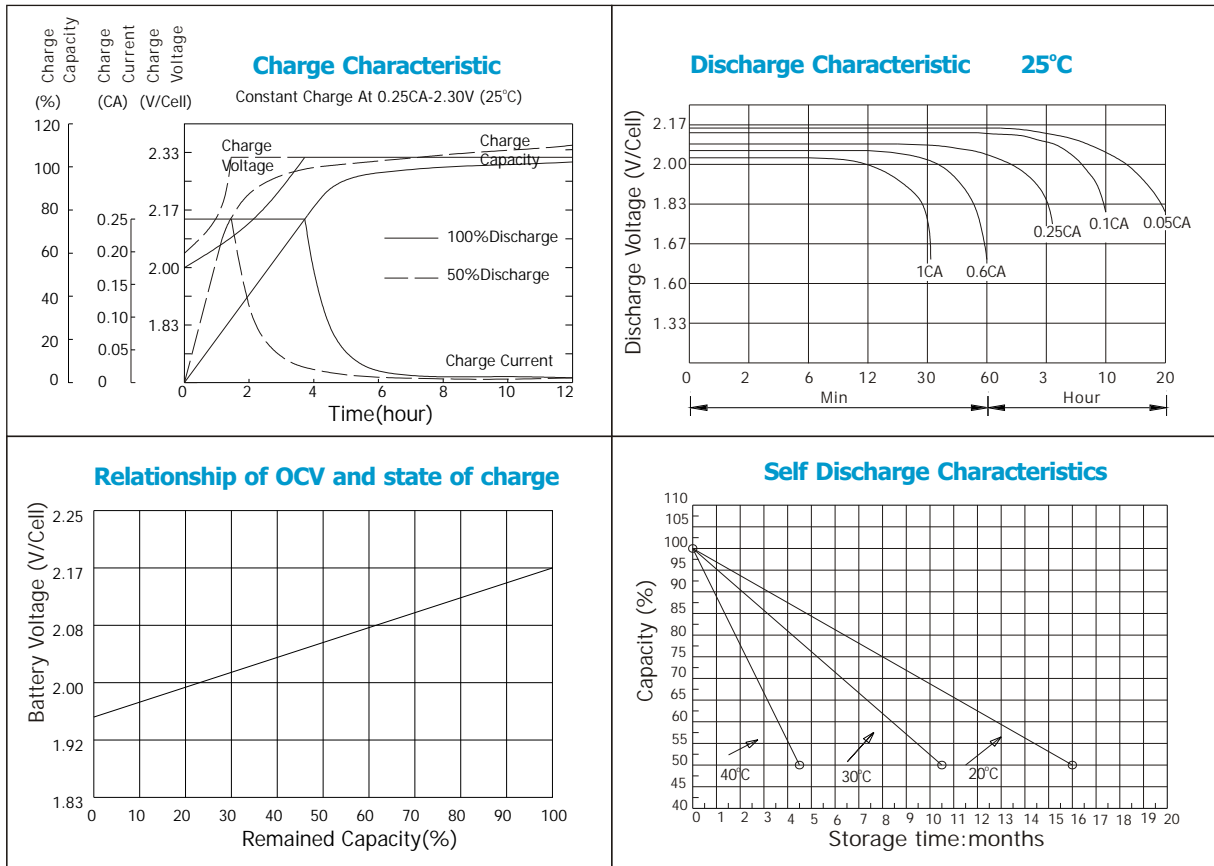 Charge Capacity
Charge Current
Charge Voltage
(%) (CA) (V/Cell)
Charge Characteristic
Constant Charge At 0.25CA-2.30V (25°C)
120
100
80
60
40
20
0
0.25
0.20
0.15
0.10
0.05
0
2.33
2.17
2.00
1.83
Charge Voltage
Charge Capacity
100%Discharge
50%Discharge
Charge Current
0 2 4 6 8 10 12
Time(hour)
Discharge Characteristic 25°C
Discharge Voltage (V/Cell)
2.17
2.00
1.83
1.67
1.60
1.33
1CA 0.6CA 0.25CA 0.1CA 0.05CA
0 2 6 12 30 60 3 10 20
Min Hour
Relationship of OCV and state of charge
Battery Voltage (V/Cell)
2.25
2.17
2.08
2.00
1.92
1.83
0 10 20 30 40 50 60 70 80 90 100
Remained Capacity(%)
Self Discharge Characteristics
Capacity (%)
110
105
100
95
90
85
80
75
70
65
60
55
50
45
40
40°C 30°C 20°C
0 1 2 3 4 5 6 7 8 9 10 11 12 13 14 15 16 17 18 19 20
Storage time:months